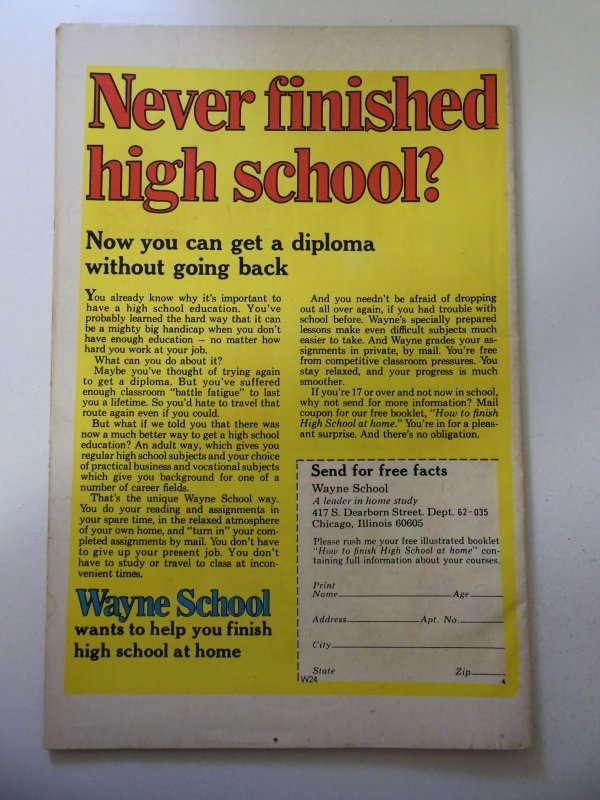 Never finished
high school?
Now you can get a diploma
without going back
You already know why it's important to
have a high school education. You've
probably learned the hard way that it can
be a mighty big handicap when you don't
have enough education — no matter how
hard you work at your job.
What can you do about it?
Maybe you've thought of trying again
to get a diploma. But you've suffered
enough classroom "battle fatigue" to last
you a lifetime. So you'd hate to travel that
route again even if you could.
But what if we told you that there was
now a much better way to get a high school
education? An adult way, which gives you
regular high school subjects and your choice
of practical business and vocational subjects
which give you background for one of a
number of career fields.
That's the unique Wayne School way.
You do your reading and assignments in
your spare time, in the relaxed atmosphere
of your own home, and "turn in" your com-
pleted assignments by mail. You don't have
to give up your present job. You don't
have to study or travel to class at incon-
venient times.
Wayne School
wants to help you finish
high school at home
And you needn't be afraid of dropping
out all over again, if you had trouble with
school before. Wayne's specially prepared
lessons make even difficult subjects much
easier to take. And Wayne grades your as-
signments in private, by mail. You're free
from competitive classroom pressures. You
stay relaxed, and your progress is much
smoother.
If you're 17 or over and not now in school,
why not send for more information? Mail
coupon for our free booklet, "How to finish
High School at home." You're in for a pleas-
ant surprise. And there's no obligation.
Send for free facts
Wayne School
A leader in home study
417 S. Dearborn Street. Dept. 62-035
Chicago, Illinois 60605
Please rush me your free illustrated booklet
"How to finish High School at home" con-
taining full information about your courses.
Print
Name Age
Address Apt. No.
City
State Zip
W24 4